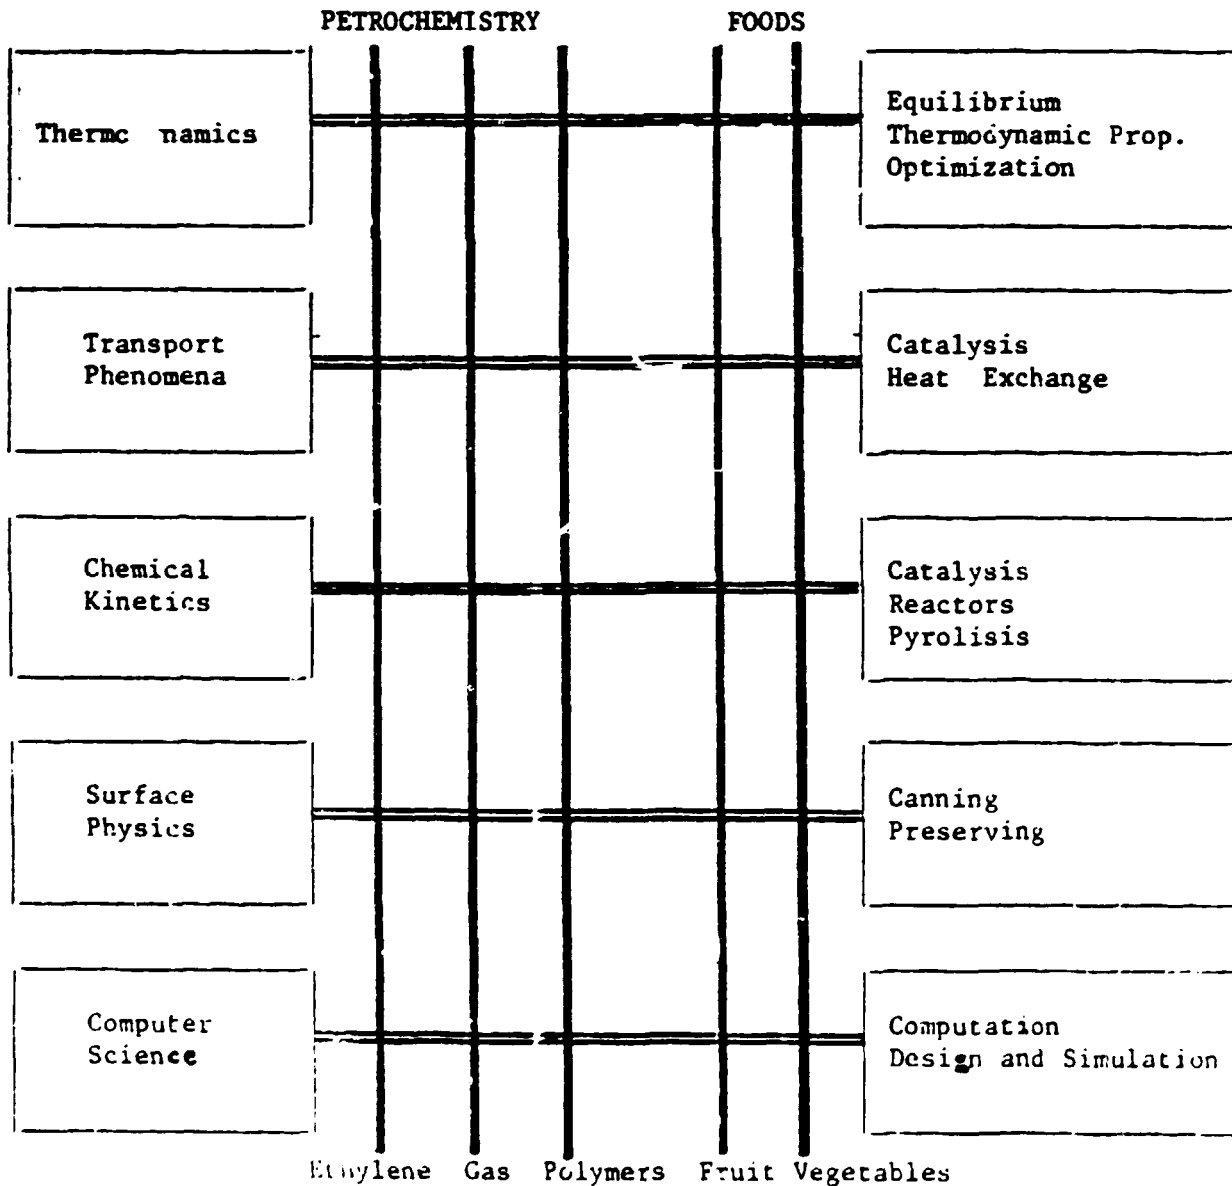 PETROCHEMISTRY FOODS
Thermo namics
Equilibrium
Thermodynamic Prop.
Optimization
Transport
Phenomena
Catalysis
Heat Exchange
Chemical
Kinetics
Catalysis
Reactors
Pyrolisis
Surface
Physics
Canning
Preserving
Computer
Science
Computation
Design and Simulation
Ethylene Gas Polymers Fruit Vegetables